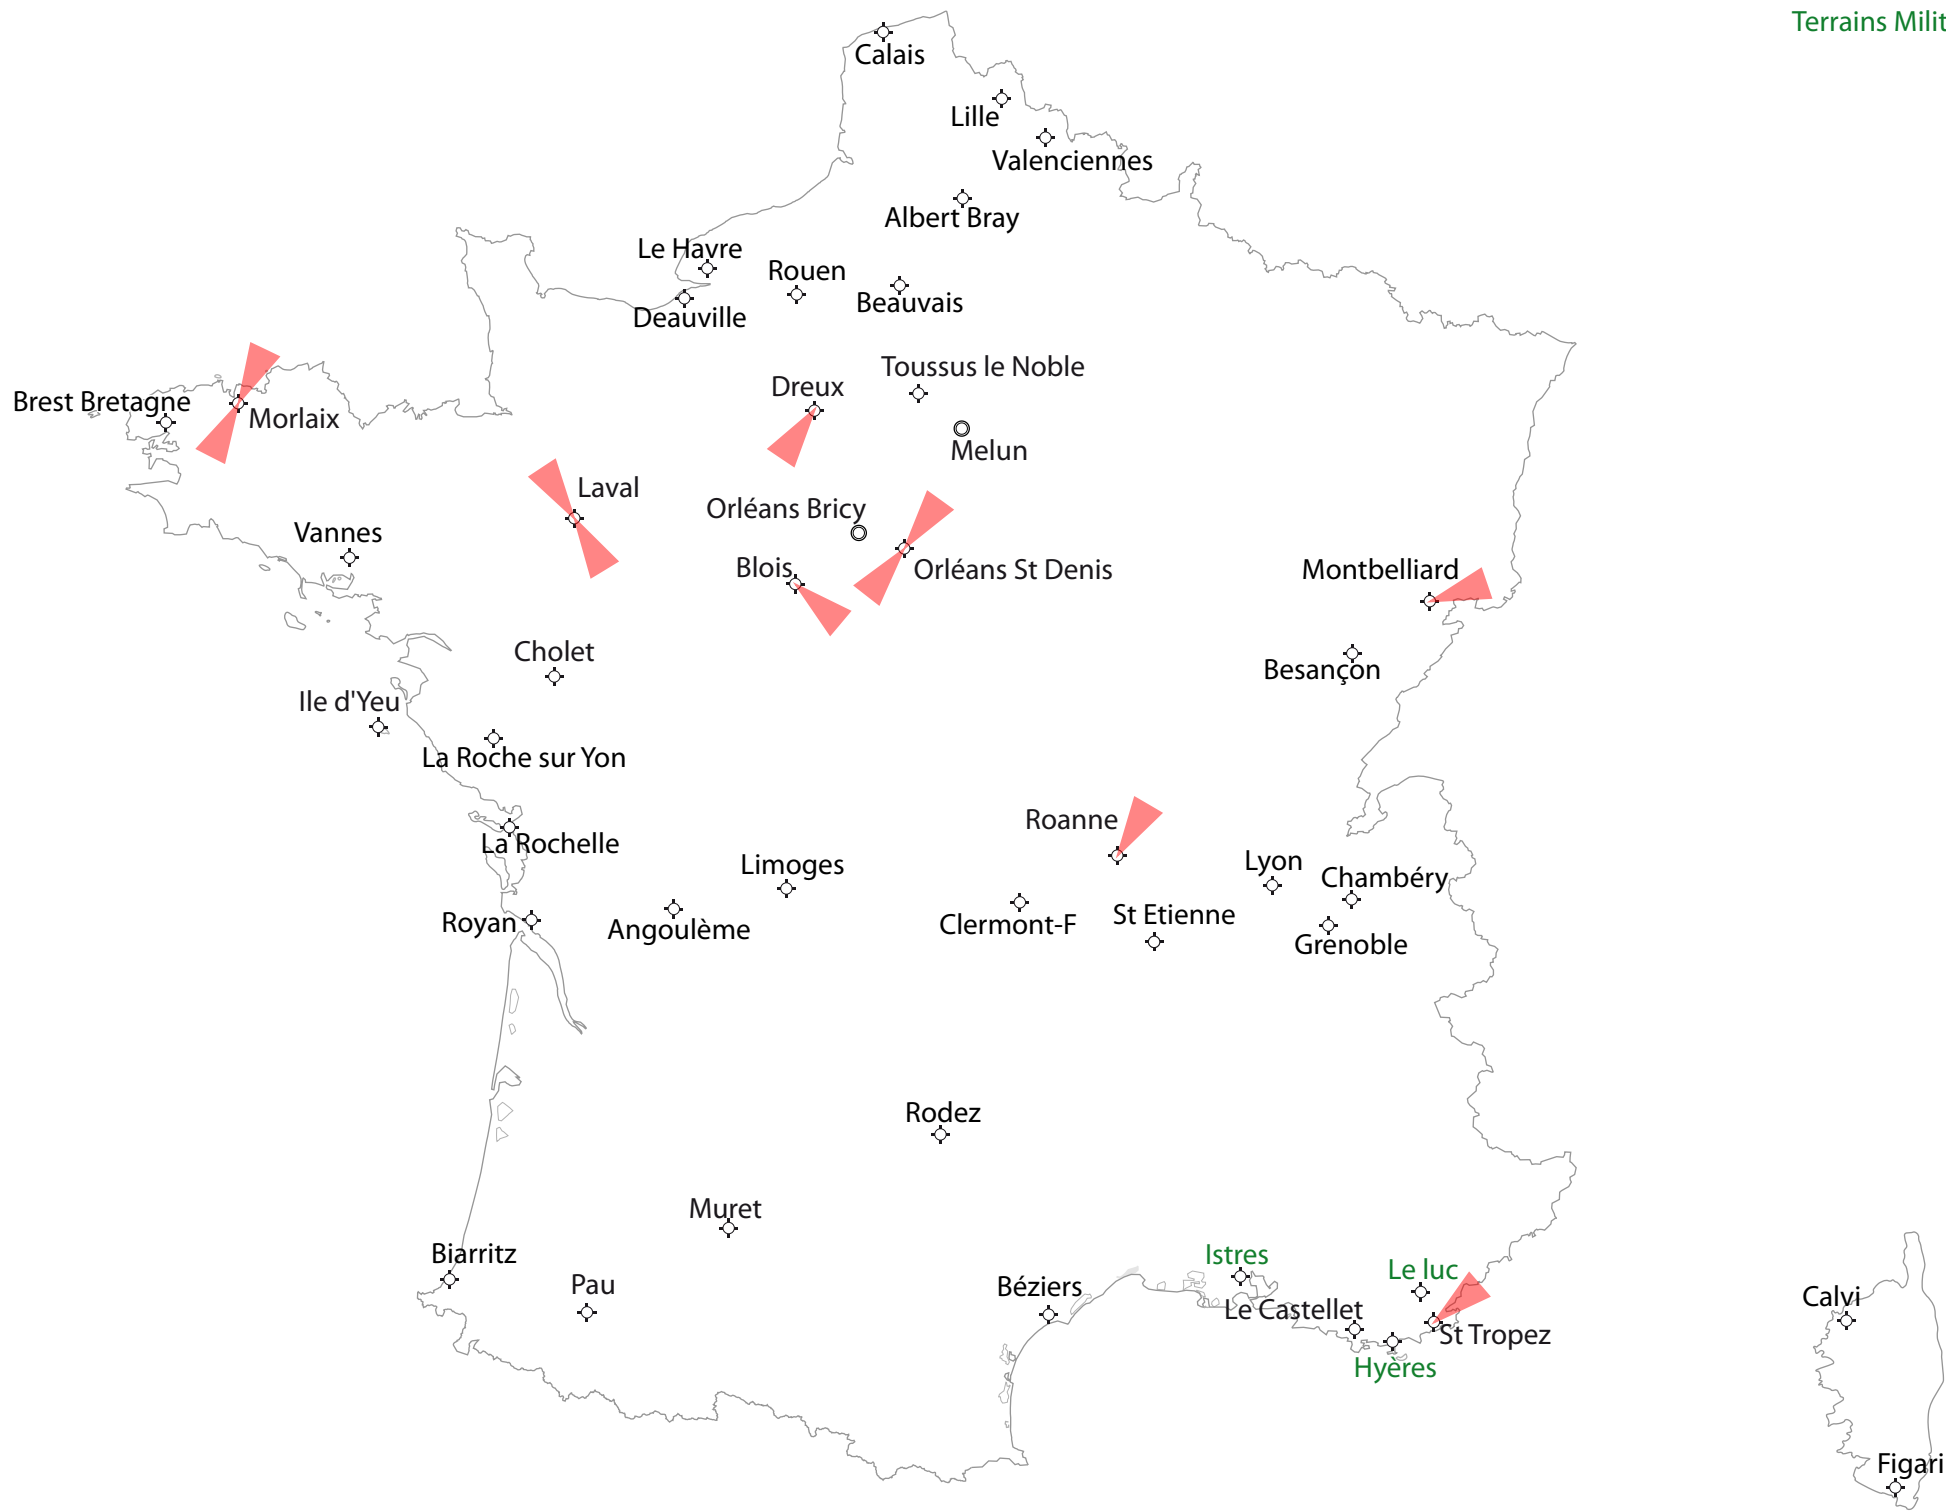 Terrains Milit
Calais
Lille
Valenciennes
Albert Bray
Le Havre
Rouen
Beauvais
Deauville
Toussus le Noble
Dreux
Brest Bretagne
Morlaix
Melun
Laval
Orléans Bricy
Vannes
Blois
Orléans St Denis
Montbelliard
Cholet
Besançon
Ile d'Yeu
La Roche sur Yon
Roanne
La Rochelle
Limoges
Lyon
Chambéry
Royan
Angoulème
Clermont-F
St Etienne
Grenoble
Rodez
Muret
Biarritz
Pau
Istres
Le luc
Béziers
Le Castellet
St Tropez
Calvi
Hyères
Figari